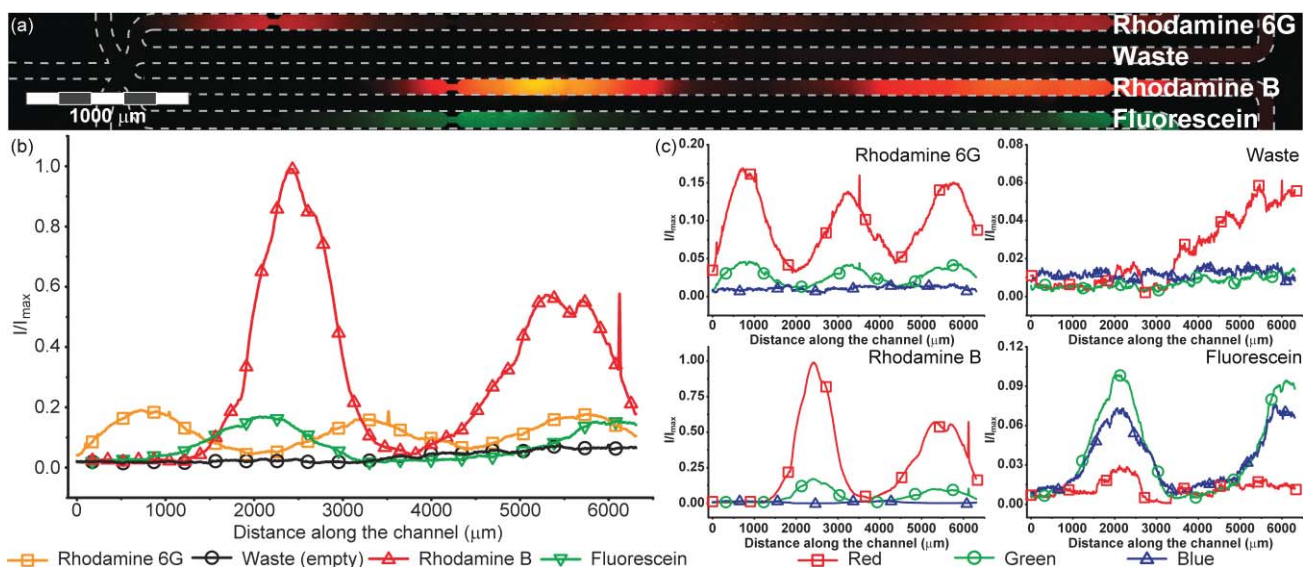 (a)
Rhodamine 6G
Waste
Rhodamine B
Fluorescein
1000 µm
(b)
I/Imax
1.0
0.8
0.6
0.4
0.2
0.0
0 1000 2000 3000 4000 5000 6000
Distance along the channel (µm)
Rhodamine 6G Waste (empty) Rhodamine B Fluorescein
(c)
Rhodamine 6G
I/Imax
0.20
0.15
0.10
0.05
0.00
0 1000 2000 3000 4000 5000 6000
Distance along the channel (µm)
Waste
I/Imax
0.08
0.06
0.04
0.02
0.00
0 1000 2000 3000 4000 5000 6000
Distance along the channel (µm)
Rhodamine B
I/Imax
1.00
0.75
0.50
0.25
0.00
0 1000 2000 3000 4000 5000 6000
Distance along the channel (µm)
Fluorescein
I/Imax
0.12
0.09
0.06
0.03
0.00
0 1000 2000 3000 4000 5000 6000
Distance along the channel (µm)
Red Green Blue